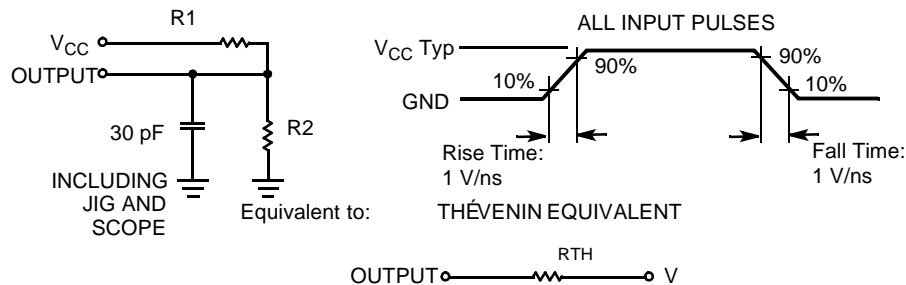 R1
VCC
OUTPUT
30 pF
R2
INCLUDING
JIG AND
SCOPE
ALL INPUT PULSES
VCC Typ
GND
10%
90%
90%
10%
Rise Time:
1 V/ns
Fall Time:
1 V/ns
Equivalent to:
THÉVENIN EQUIVALENT
RTH
OUTPUT
V